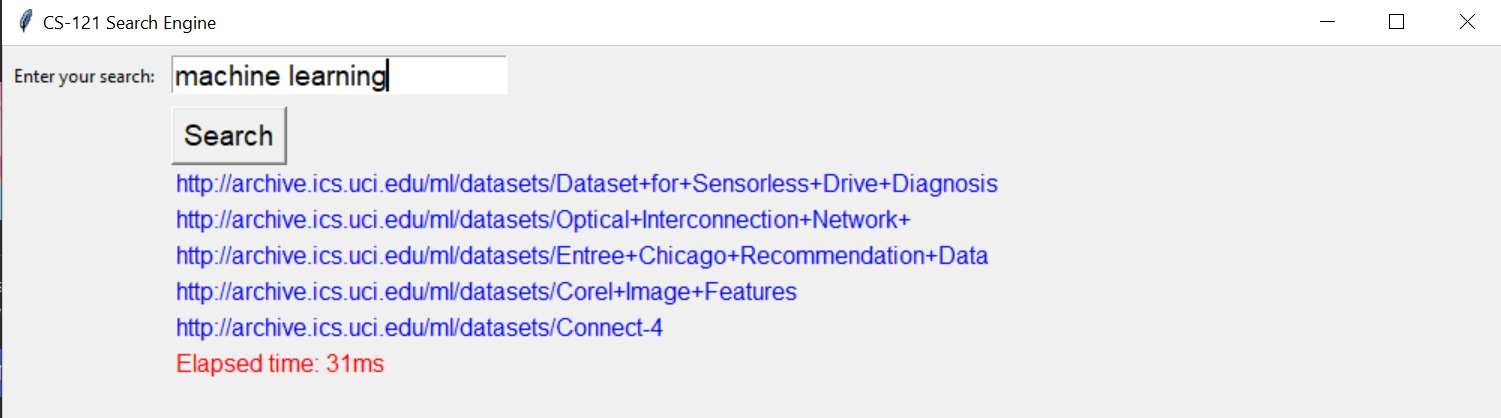 CS-121 Search Engine
Enter your search: machine learning
Search
http://archive.ics.uci.edu/ml/datasets/Dataset+for+Sensorless+Drive+Diagnosis
http://archive.ics.uci.edu/ml/datasets/Optical+Interconnection+Network+
http://archive.ics.uci.edu/ml/datasets/Entree+Chicago+Recommendation+Data
http://archive.ics.uci.edu/ml/datasets/Corel+Image+Features
http://archive.ics.uci.edu/ml/datasets/Connect-4
Elapsed time: 31ms